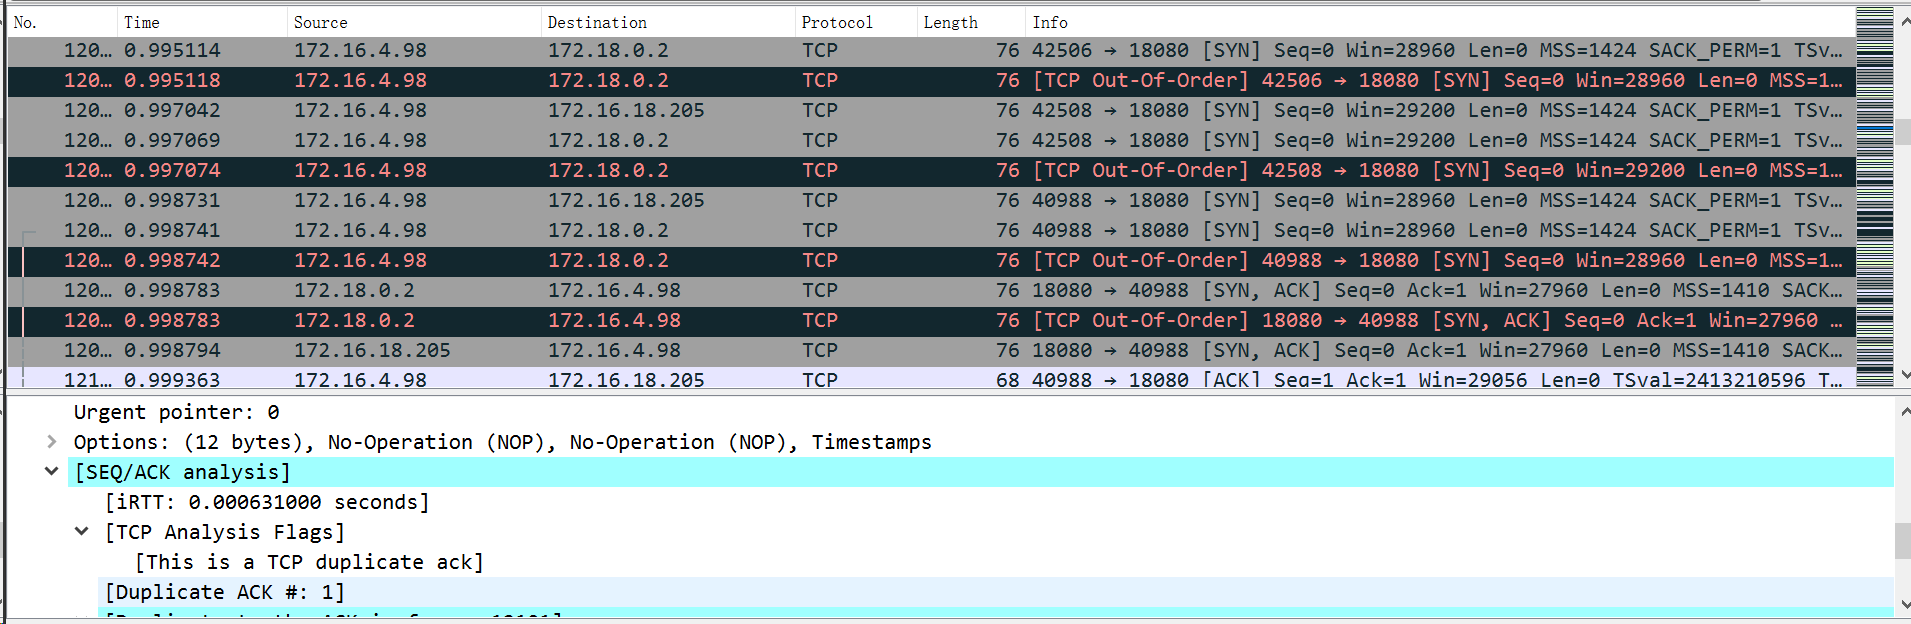 No. Time Source Destination Protocol Length Info
120… 0.995114 172.16.4.98 172.18.0.2 TCP 76 42506 → 18080 [SYN] Seq=0 Win=28960 Len=0 MSS=1424 SACK_PERM=1 TSv…
120… 0.995118 172.16.4.98 172.18.0.2 TCP 76 [TCP Out-Of-Order] 42506 → 18080 [SYN] Seq=0 Win=28960 Len=0 MSS=1…
120… 0.997042 172.16.4.98 172.16.18.205 TCP 76 42508 → 18080 [SYN] Seq=0 Win=29200 Len=0 MSS=1424 SACK_PERM=1 TSv…
120… 0.997069 172.16.4.98 172.18.0.2 TCP 76 42508 → 18080 [SYN] Seq=0 Win=29200 Len=0 MSS=1424 SACK_PERM=1 TSv…
120… 0.997074 172.16.4.98 172.18.0.2 TCP 76 [TCP Out-Of-Order] 42508 → 18080 [SYN] Seq=0 Win=29200 Len=0 MSS=1…
120… 0.998731 172.16.4.98 172.16.18.205 TCP 76 40988 → 18080 [SYN] Seq=0 Win=28960 Len=0 MSS=1424 SACK_PERM=1 TSv…
120… 0.998741 172.16.4.98 172.18.0.2 TCP 76 40988 → 18080 [SYN] Seq=0 Win=28960 Len=0 MSS=1424 SACK_PERM=1 TSv…
120… 0.998742 172.16.4.98 172.18.0.2 TCP 76 [TCP Out-Of-Order] 40988 → 18080 [SYN] Seq=0 Win=28960 Len=0 MSS=1…
120… 0.998783 172.18.0.2 172.16.4.98 TCP 76 18080 → 40988 [SYN, ACK] Seq=0 Ack=1 Win=27960 Len=0 MSS=1410 SACK…
120… 0.998783 172.18.0.2 172.16.4.98 TCP 76 [TCP Out-Of-Order] 18080 → 40988 [SYN, ACK] Seq=0 Ack=1 Win=27960 …
120… 0.998794 172.16.18.205 172.16.4.98 TCP 76 18080 → 40988 [SYN, ACK] Seq=0 Ack=1 Win=27960 Len=0 MSS=1410 SACK…
121… 0.999363 172.16.4.98 172.16.18.205 TCP 68 40988 → 18080 [ACK] Seq=1 Ack=1 Win=29056 Len=0 TSval=2413210596 T…
Urgent pointer: 0
Options: (12 bytes), No-Operation (NOP), No-Operation (NOP), Timestamps
[SEQ/ACK analysis]
[iRTT: 0.000631000 seconds]
[TCP Analysis Flags]
[This is a TCP duplicate ack]
[Duplicate ACK #: 1]